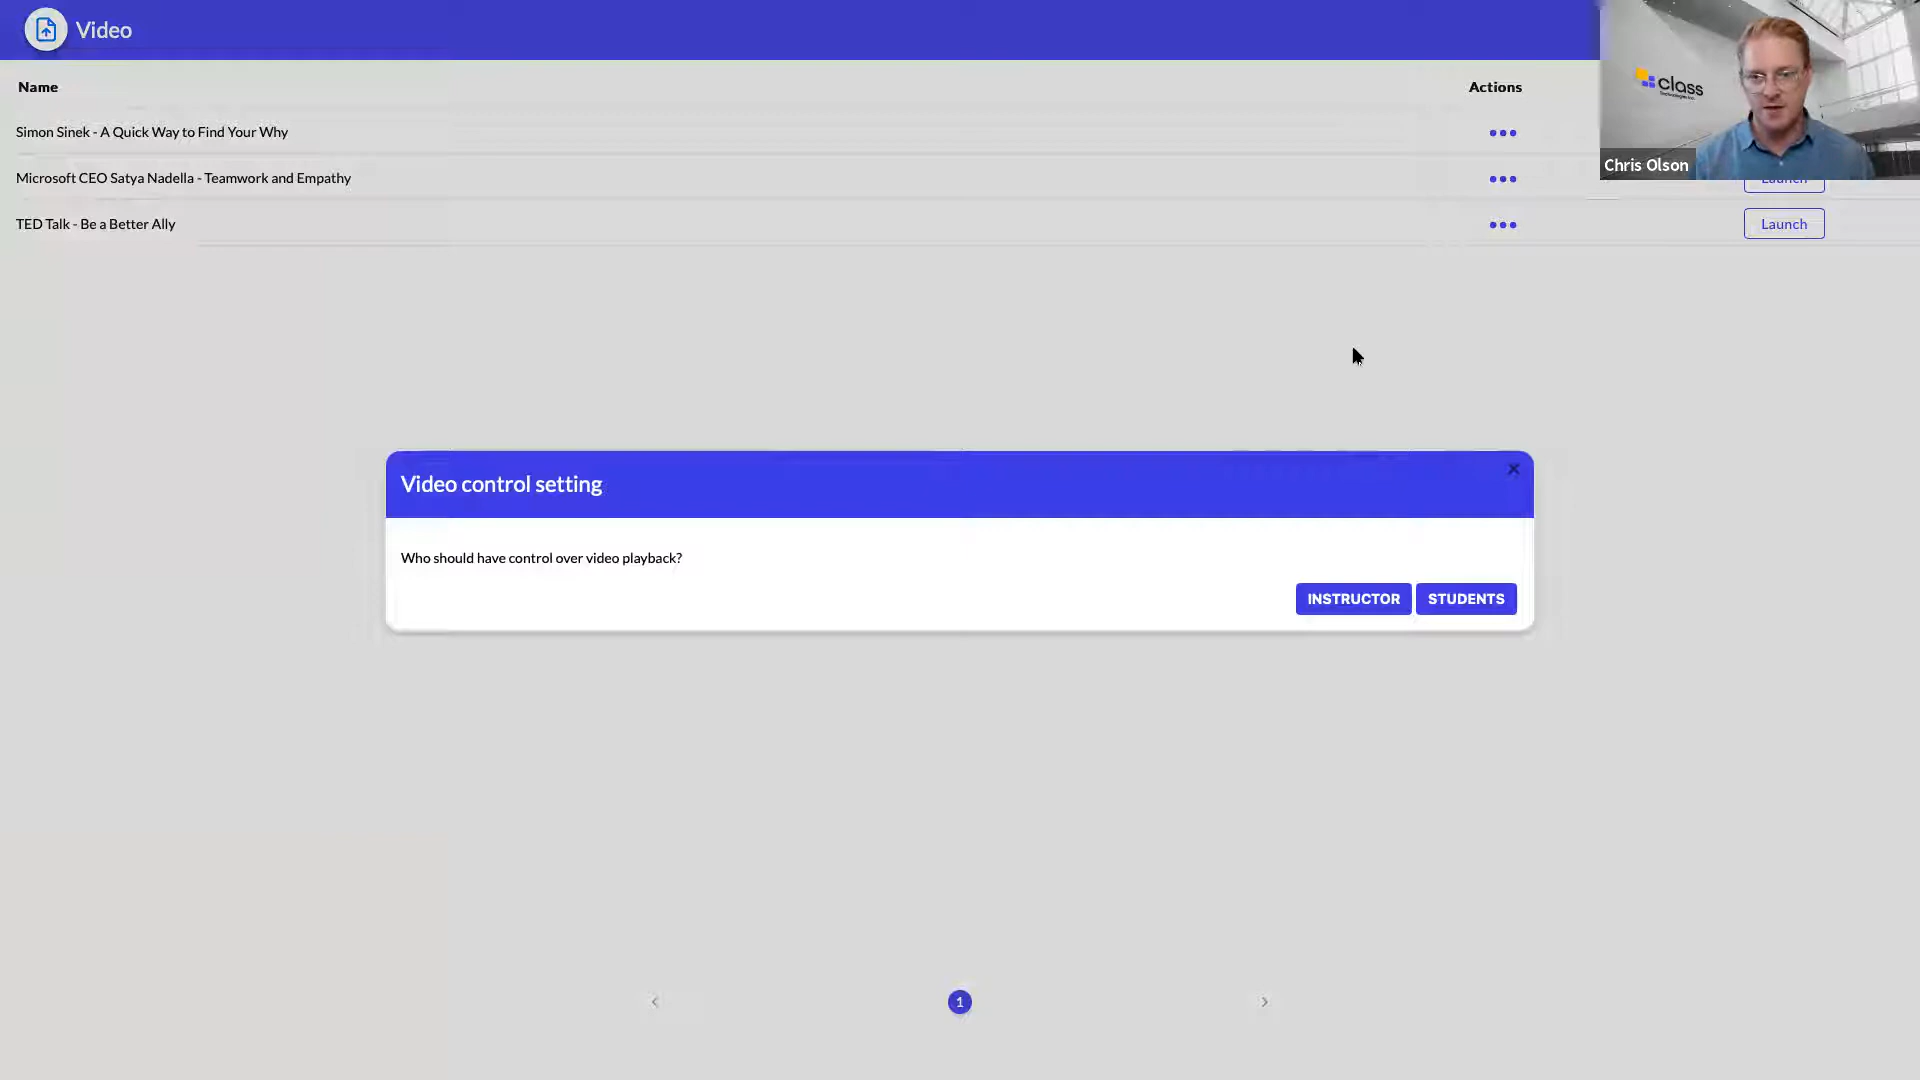 Video
Name
Actions
Simon Sinek - A Quick Way to Find Your Why
Microsoft CEO Satya Nadella - Teamwork and Empathy
Launch
TED Talk - Be a Better Ally
Launch
class
Chris Olson
Video control setting
Who should have control over video playback?
INSTRUCTOR
STUDENTS
1